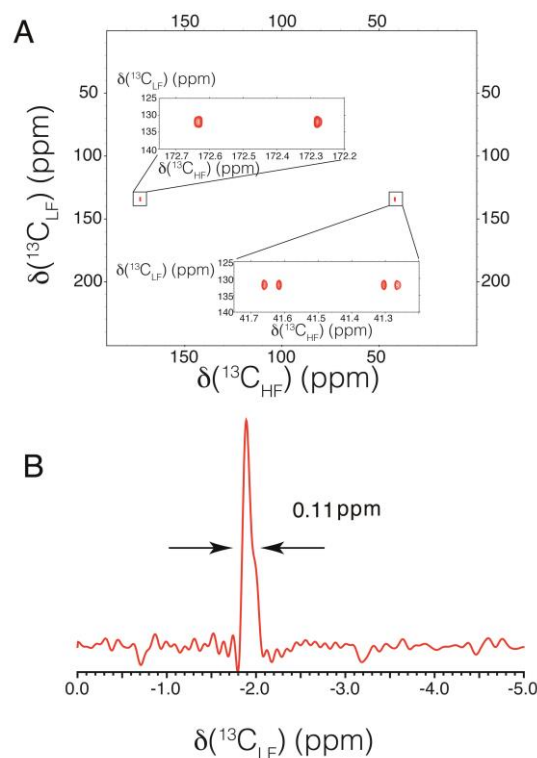 A
150 100 50
50
100
150
200
δ(¹³C_LF) (ppm)
50
100
150
200
δ(¹³C_LF) (ppm)
125
130
135
140
172.7 172.6 172.5 172.4 172.3 172.2
δ(¹³C_HF) (ppm)
δ(¹³C_LF) (ppm)
125
130
135
140
41.7 41.6 41.5 41.4 41.3
δ(¹³C_HF) (ppm)
150 100 50
δ(¹³C_HF) (ppm)
B
0.11 ppm
0.0 -1.0 -2.0 -3.0 -4.0 -5.0
δ(¹³C_LF) (ppm)